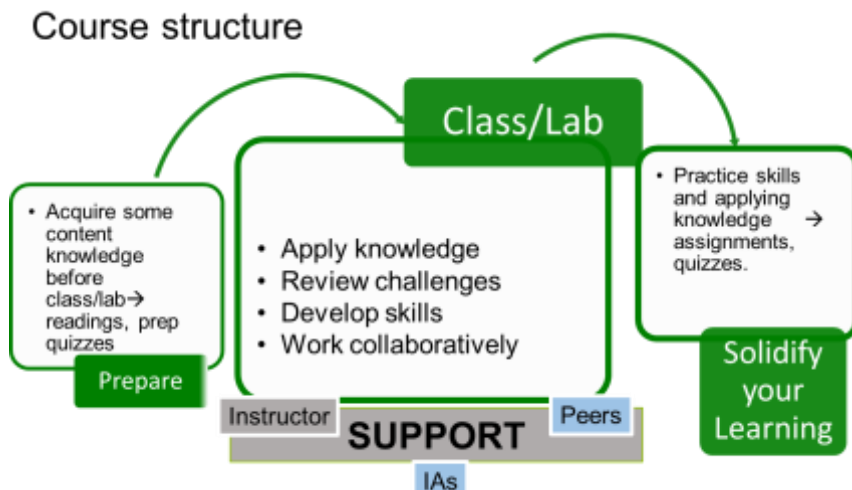 Course structure
Class/Lab
• Acquire some
content
knowledge
before
class/lab→
readings, prep
quizzes
Prepare
• Apply knowledge
• Review challenges
• Develop skills
• Work collaboratively
• Practice skills
and applying
knowledge →
assignments,
quizzes.
Solidify
your
Learning
Instructor
Peers
SUPPORT
IAs